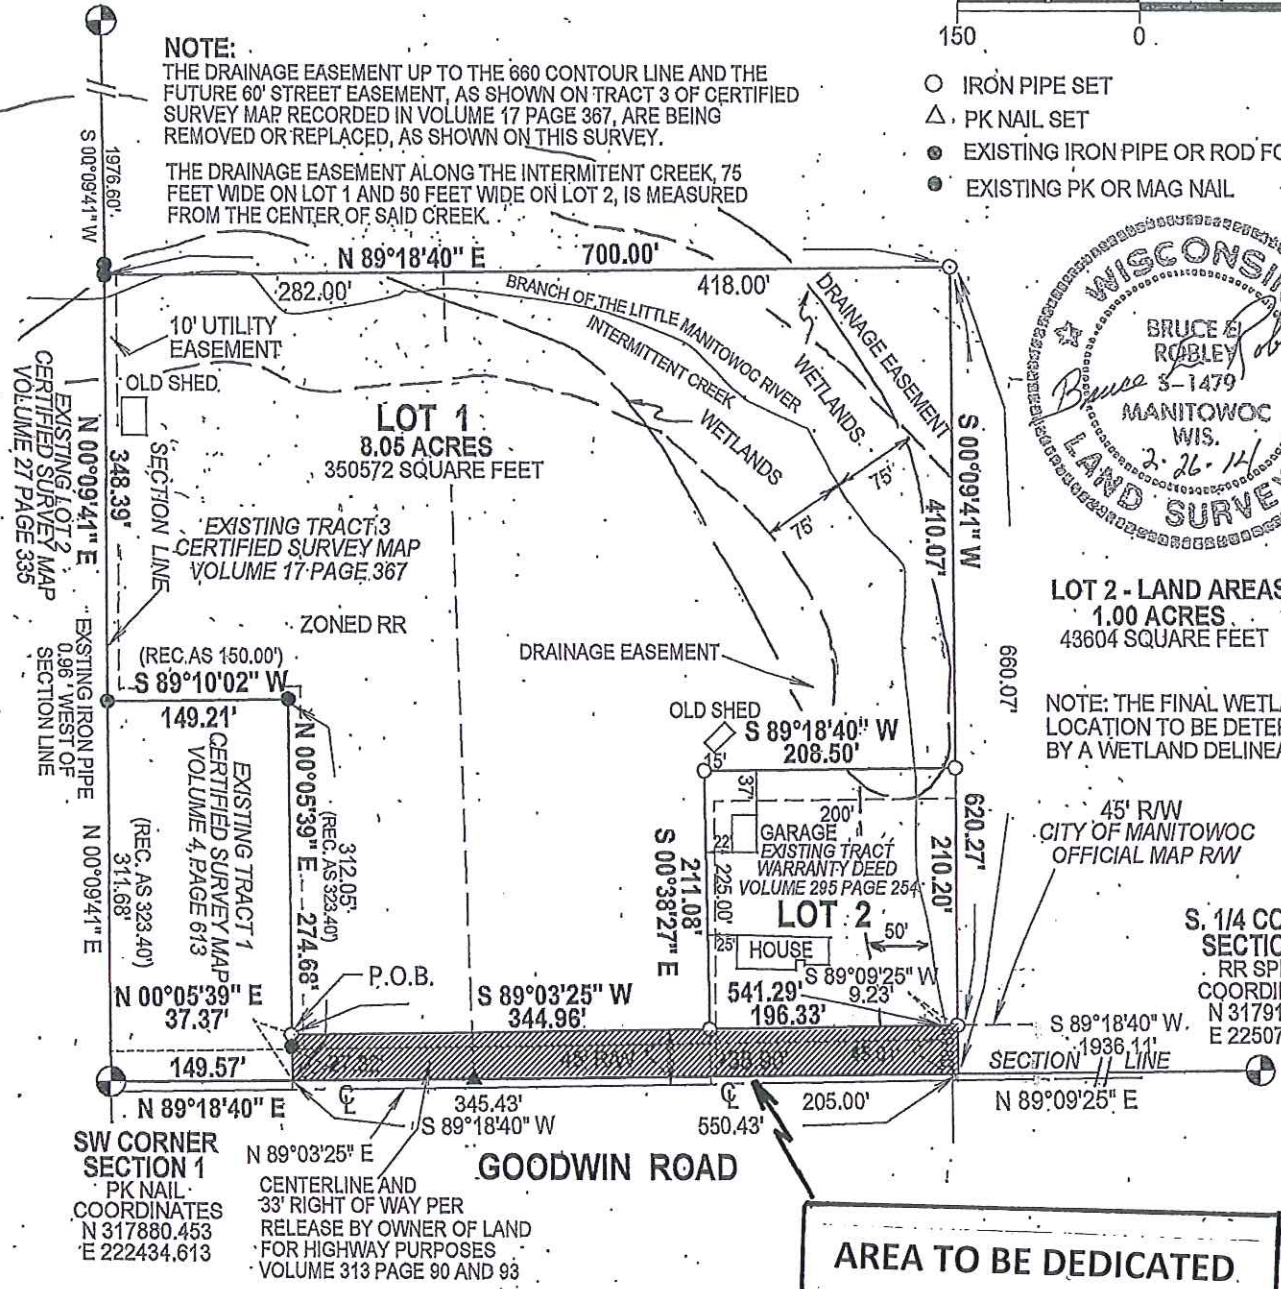 150
0
NOTE:
THE DRAINAGE EASEMENT UP TO THE 660 CONTOUR LINE AND THE
FUTURE 60' STREET EASEMENT, AS SHOWN ON TRACT 3 OF CERTIFIED
SURVEY MAP RECORDED IN VOLUME 17 PAGE 367, ARE BEING
REMOVED OR REPLACED, AS SHOWN ON THIS SURVEY.
THE DRAINAGE EASEMENT ALONG THE INTERMITENT CREEK, 75
FEET WIDE ON LOT 1 AND 50 FEET WIDE ON LOT 2, IS MEASURED
FROM THE CENTER OF SAID CREEK.
IRON PIPE SET
PK NAIL SET
EXISTING IRON PIPE OR ROD FO
EXISTING PK OR MAG NAIL
1976.60'
S 00°09'41" W
N 89°18'40" E
700.00'
282.00'
418.00'
BRANCH OF THE LITTLE MANITOWOC RIVER
INTERMITTENT CREEK
DRAINAGE EASEMENT
WETLANDS
WETLANDS
75'
75'
10' UTILITY
EASEMENT
OLD SHED
LOT 1
8.05 ACRES
350572 SQUARE FEET
EXISTING LOT 2
CERTIFIED SURVEY MAP
VOLUME 27 PAGE 335
N 00°09'41" E
348.39'
SECTION LINE
EXISTING TRACT 3
CERTIFIED SURVEY MAP
VOLUME 17 PAGE 367
ZONED RR
S 00°09'41" W
410.07'
WISCONSIN
BRUCE
ROBLEY
S-1479
MANITOWOC
WIS.
2-26-14
LAND SURVEY
LOT 2 - LAND AREAS
1.00 ACRES
43604 SQUARE FEET
660.07'
NOTE: THE FINAL WETLA
LOCATION TO BE DETER
BY A WETLAND DELINEA
(REC. AS 150.00')
S 89°10'02" W
149.21'
EXSTING IRON PIPE
0.96' WEST OF
SECTION LINE
DRAINAGE EASEMENT
OLD SHED
S 89°18'40" W
208.50'
15'
37'
200'
22'
GARAGE
EXISTING TRACT
WARRANTY DEED
VOLUME 295 PAGE 254
LOT 2
225.00'
25'
HOUSE
50'
211.08'
S 00°38'27" E
620.27'
210.20'
45' R/W
CITY OF MANITOWOC
OFFICIAL MAP R/W
EXISTING TRACT 1
CERTIFIED SURVEY MAP
VOLUME 4, PAGE 613
N 00°05'39" E - 274.68'
312.05'
(REC. AS 323.40')
(REC. AS 323.40')
311.68'
N 00°09'41" E
S. 1/4 CO
SECTIO
RR SPI
COORDI
N 31791
E 22507
P.O.B.
N 00°05'39" E
37.37'
S 89°03'25" W
344.96'
S 89°09'25" W
9.23'
541.29'
196.33'
S 89°18'40" W
1936.11'
SECTION LINE
45' R/W
149.57'
N 89°18'40" E
345.43'
S 89°18'40" W
205.00'
550.43'
N 89°09'25" E
SW CORNER
SECTION 1
PK NAIL
COORDINATES
N 317880.453
E 222434.613
N 89°03'25" E
CENTERLINE AND
33' RIGHT OF WAY PER
RELEASE BY OWNER OF LAND
FOR HIGHWAY PURPOSES
VOLUME 313 PAGE 90 AND 93
GOODWIN ROAD
AREA TO BE DEDICATED